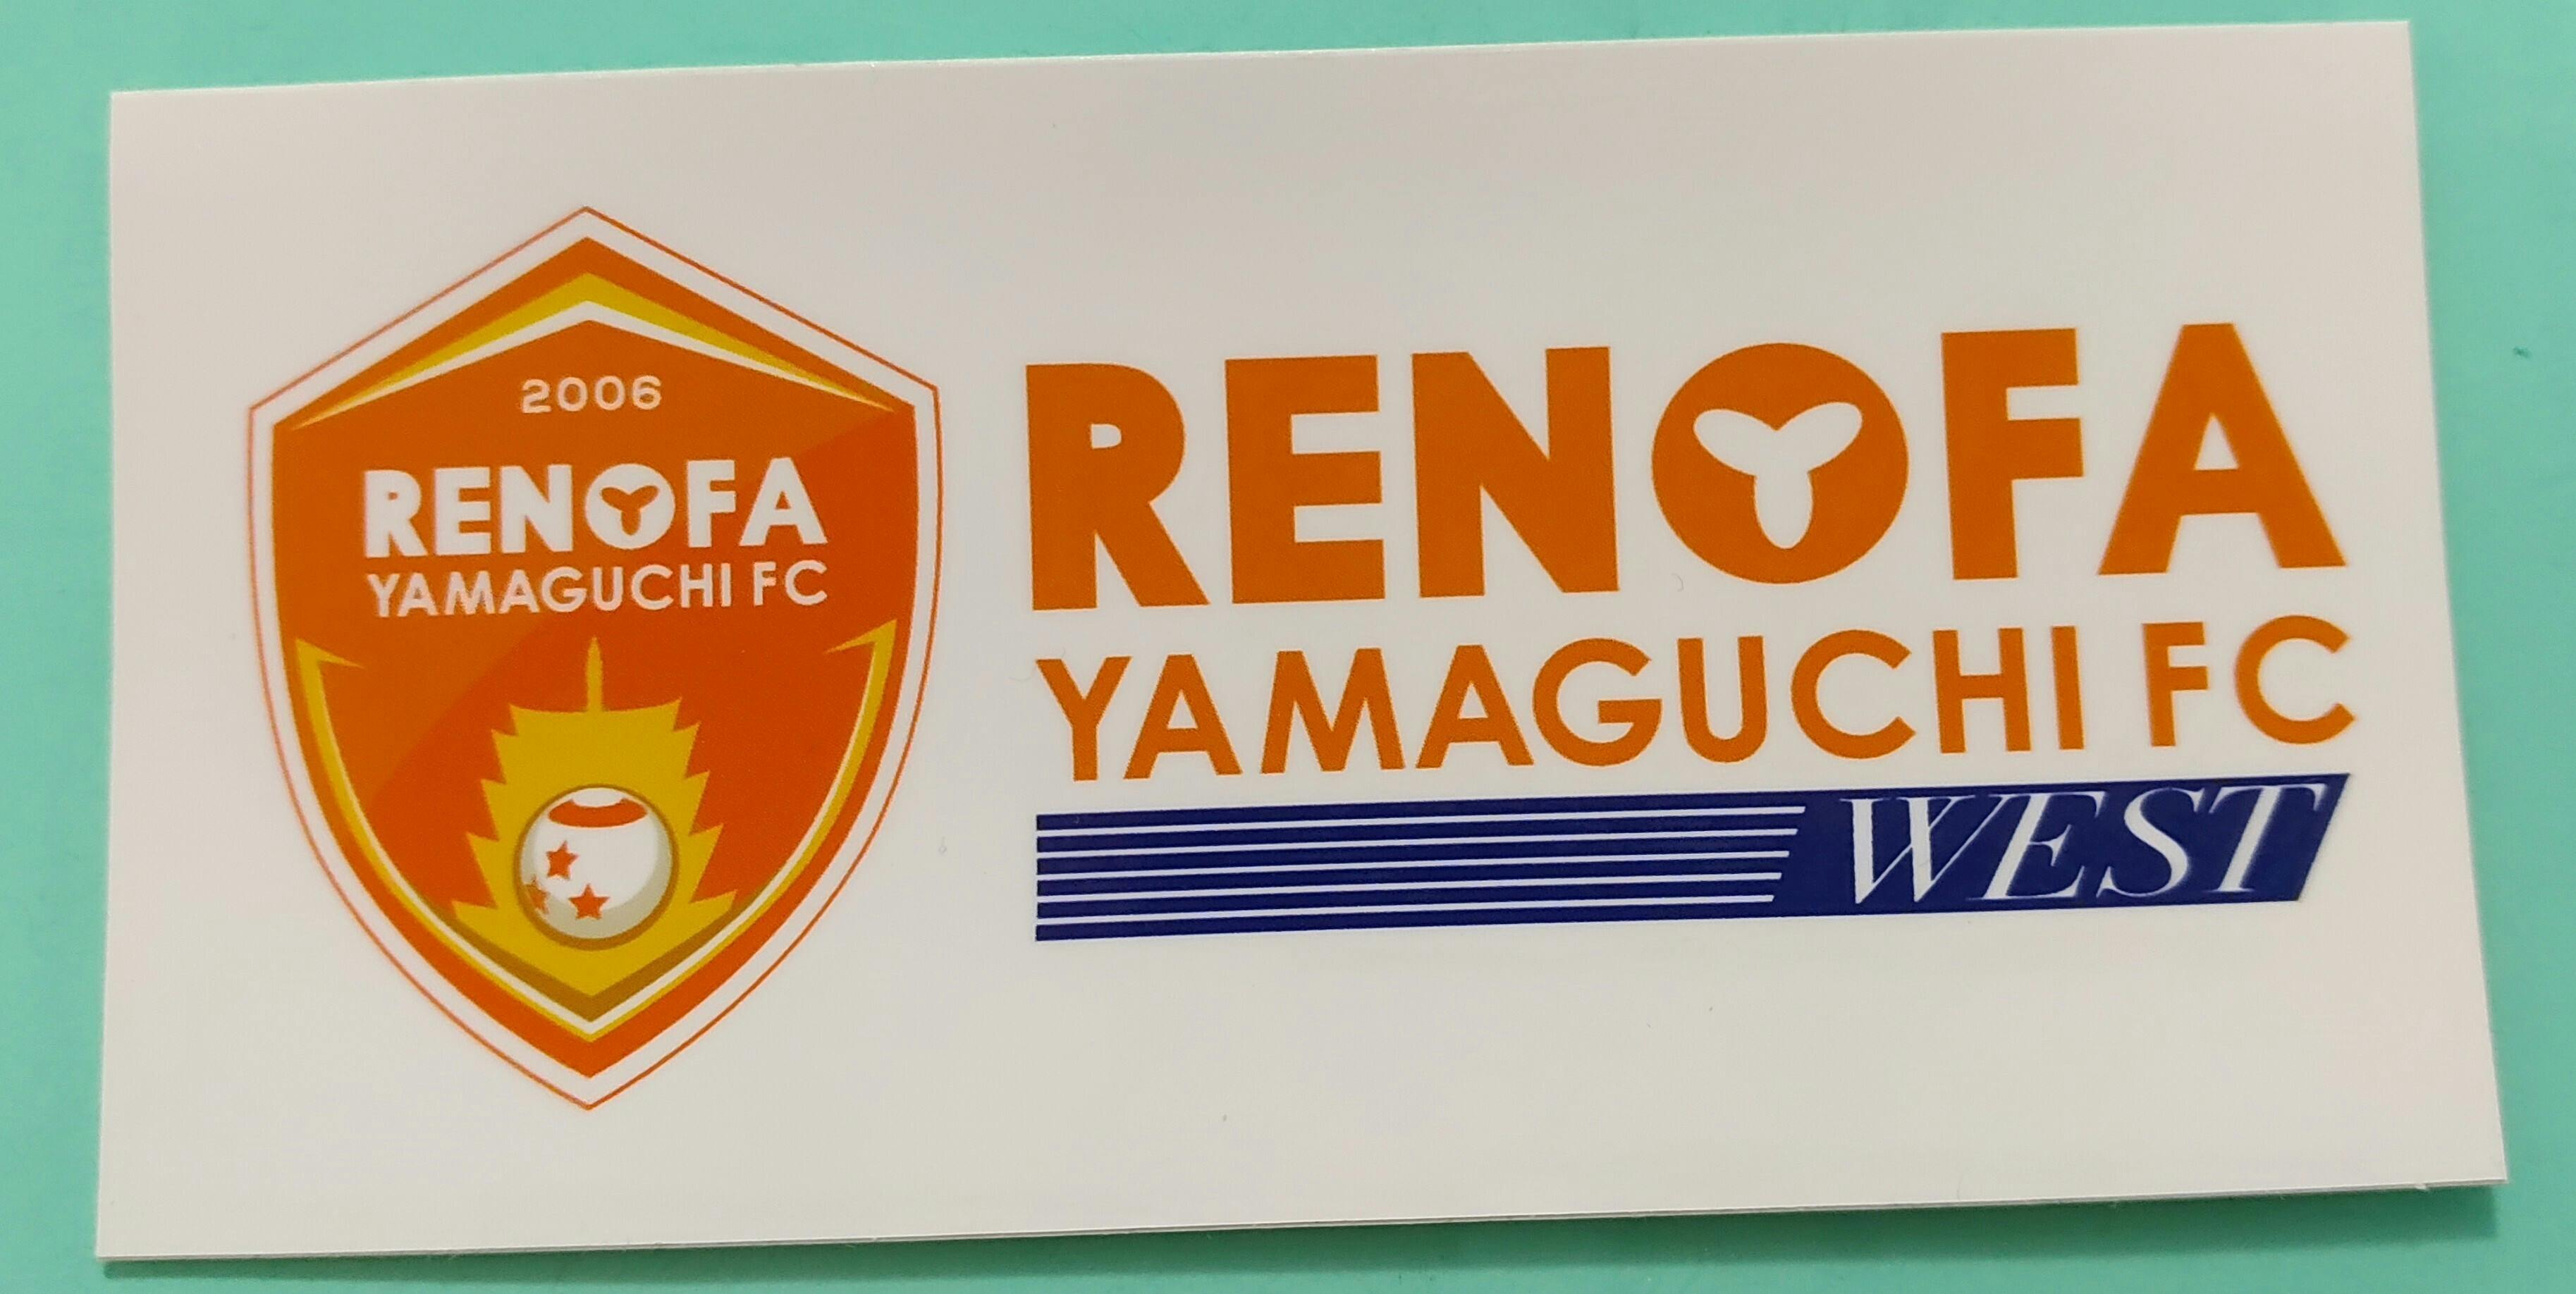 2006
RENOFA
YAMAGUCHI FC
RENOFA
YAMAGUCHI FC
WEST